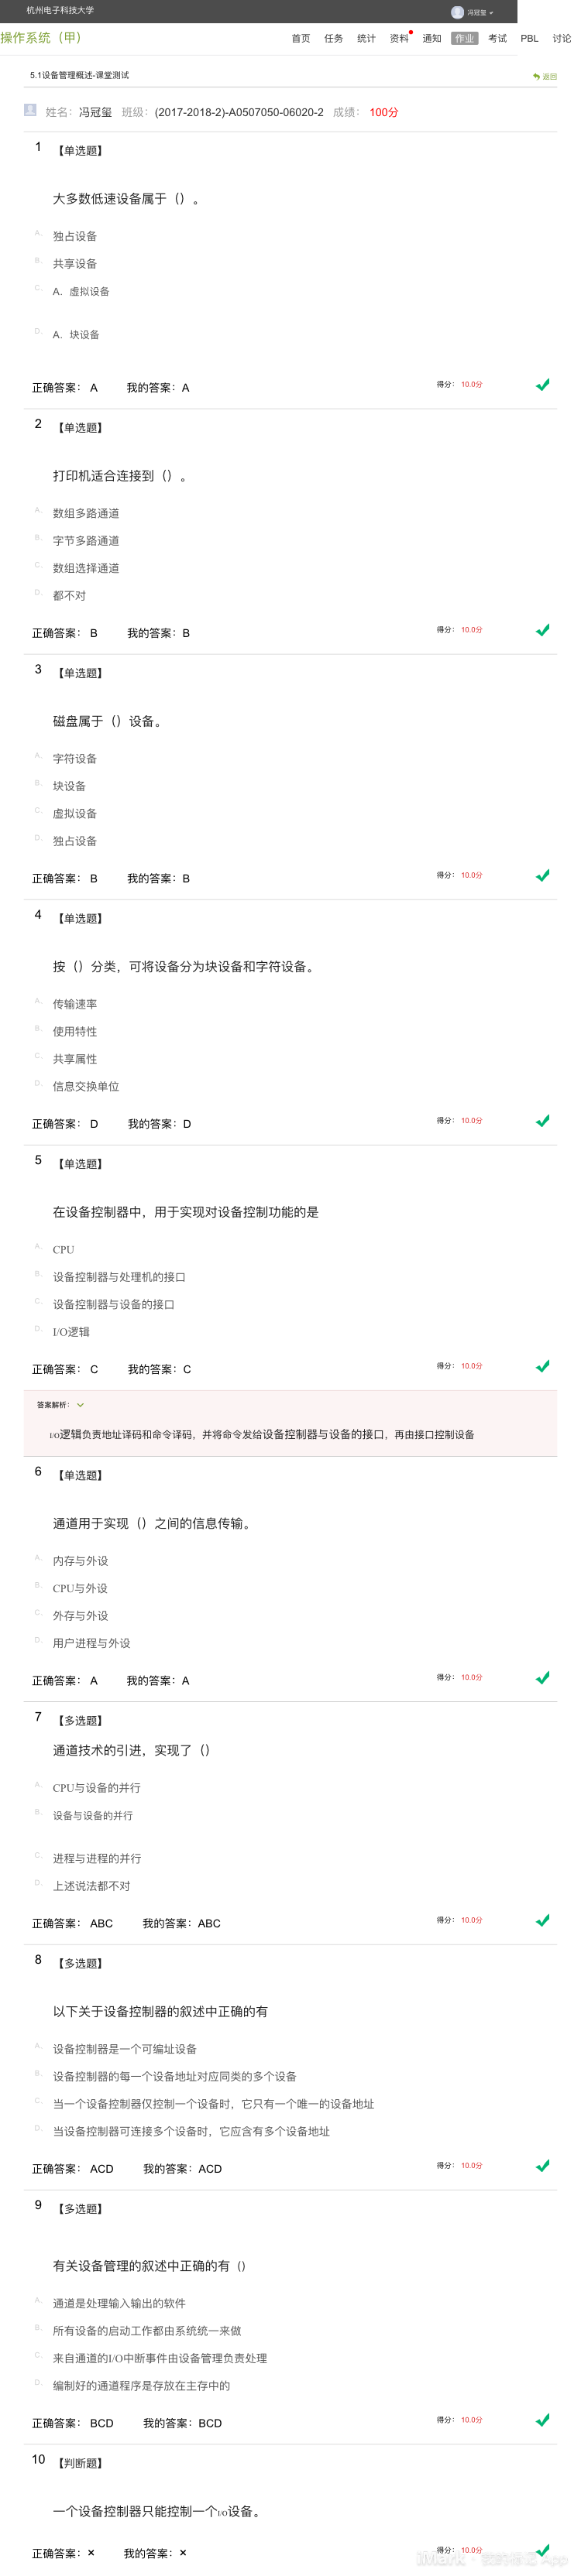 杭州电子科技大学
冯冠玺
操作系统（甲）
首页 任务 统计 资料 通知 作业 考试 PBL 讨论
5.1设备管理概述-课堂测试
返回
姓名：冯冠玺 班级：(2017-2018-2)-A0507050-06020-2 成绩： 100分
1 【单选题】
大多数低速设备属于（）。
A、 独占设备
B、 共享设备
C、 A. 虚拟设备
D、 A. 块设备
正确答案： A 我的答案：A 得分： 10.0分
2 【单选题】
打印机适合连接到（）。
A、 数组多路通道
B、 字节多路通道
C、 数组选择通道
D、 都不对
正确答案： B 我的答案：B 得分： 10.0分
3 【单选题】
磁盘属于（）设备。
A、 字符设备
B、 块设备
C、 虚拟设备
D、 独占设备
正确答案： B 我的答案：B 得分： 10.0分
4 【单选题】
按（）分类，可将设备分为块设备和字符设备。
A、 传输速率
B、 使用特性
C、 共享属性
D、 信息交换单位
正确答案： D 我的答案：D 得分： 10.0分
5 【单选题】
在设备控制器中，用于实现对设备控制功能的是
A、 CPU
B、 设备控制器与处理机的接口
C、 设备控制器与设备的接口
D、 I/O逻辑
正确答案： C 我的答案：C 得分： 10.0分
答案解析：
I/O逻辑负责地址译码和命令译码，并将命令发给设备控制器与设备的接口，再由接口控制设备
6 【单选题】
通道用于实现（）之间的信息传输。
A、 内存与外设
B、 CPU与外设
C、 外存与外设
D、 用户进程与外设
正确答案： A 我的答案：A 得分： 10.0分
7 【多选题】
通道技术的引进，实现了（）
A、 CPU与设备的并行
B、 设备与设备的并行
C、 进程与进程的并行
D、 上述说法都不对
正确答案： ABC 我的答案：ABC 得分： 10.0分
8 【多选题】
以下关于设备控制器的叙述中正确的有
A、 设备控制器是一个可编址设备
B、 设备控制器的每一个设备地址对应同类的多个设备
C、 当一个设备控制器仅控制一个设备时，它只有一个唯一的设备地址
D、 当设备控制器可连接多个设备时，它应含有多个设备地址
正确答案： ACD 我的答案：ACD 得分： 10.0分
9 【多选题】
有关设备管理的叙述中正确的有（）
A、 通道是处理输入输出的软件
B、 所有设备的启动工作都由系统统一来做
C、 来自通道的I/O中断事件由设备管理负责处理
D、 编制好的通道程序是存放在主存中的
正确答案： BCD 我的答案：BCD 得分： 10.0分
10 【判断题】
一个设备控制器只能控制一个I/O设备。
正确答案：× 我的答案：× 得分： 10.0分